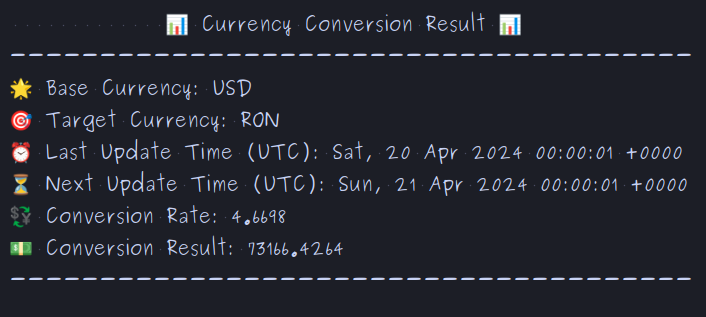 📊 Currency Conversion Result 📊
------------------------------------------------------------
🌟 Base Currency: USD
🎯 Target Currency: RON
⏰ Last Update Time (UTC): Sat, 20 Apr 2024 00:00:01 +0000
⏳ Next Update Time (UTC): Sun, 21 Apr 2024 00:00:01 +0000
💱 Conversion Rate: 4.6698
💵 Conversion Result: 73166.4264
------------------------------------------------------------